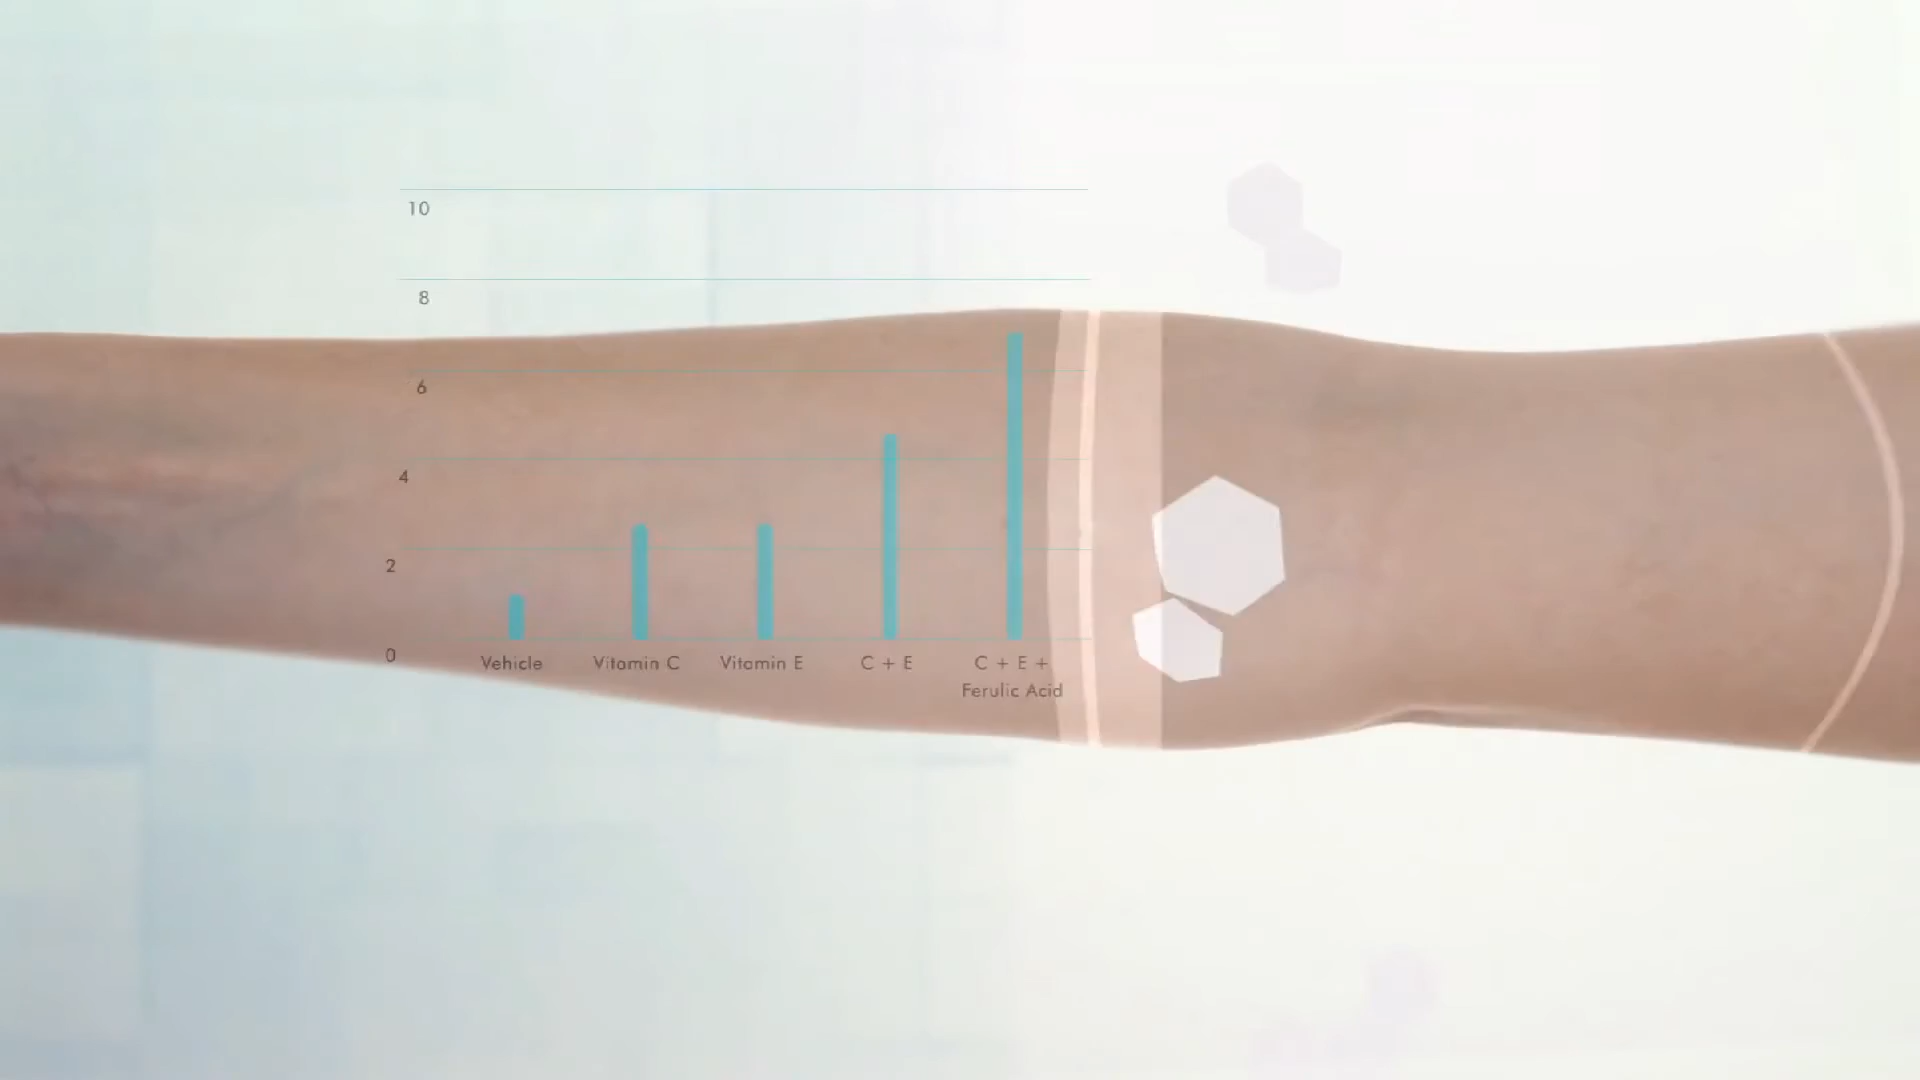 10
8
6
4
2
0
Vehicle
Vitamin C
Vitamin E
C + E
C + E +
Ferulic Acid